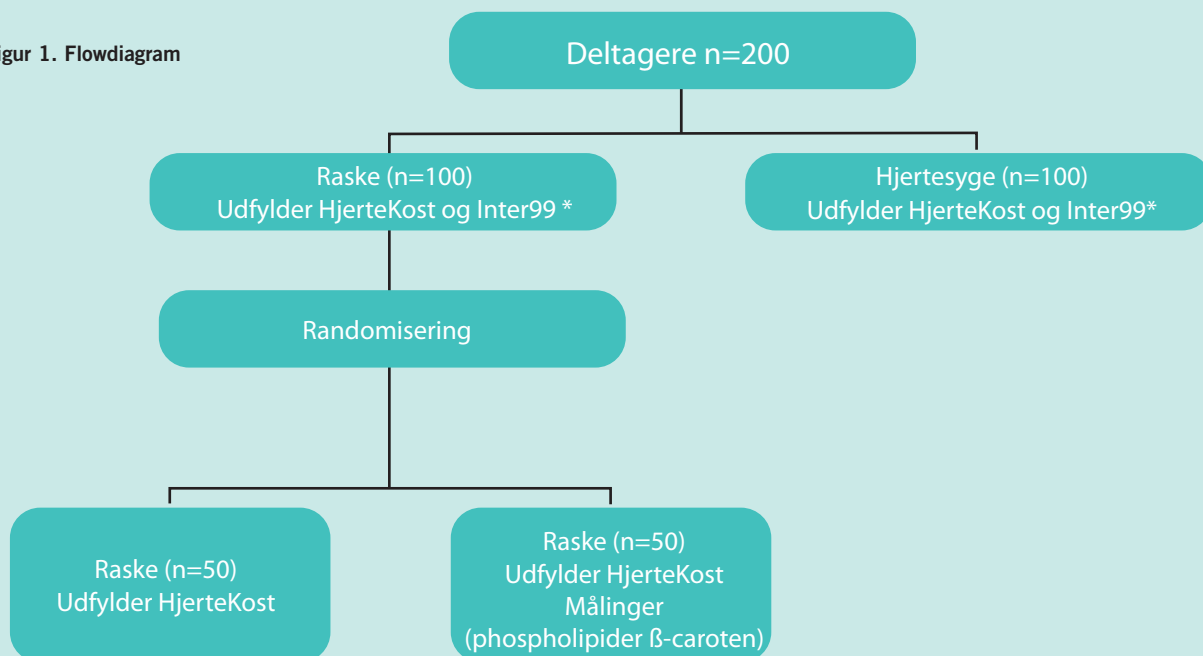 igur 1. Flowdiagram
Deltagere n=200
Raske (n=100)
Udfylder HjerteKost og Inter99 *
Hjertesyge (n=100)
Udfylder HjerteKost og Inter99*
Randomisering
Raske (n=50)
Udfylder HjerteKost
Raske (n=50)
Udfylder HjerteKost
Målinger
(phospholipider ß-caroten)